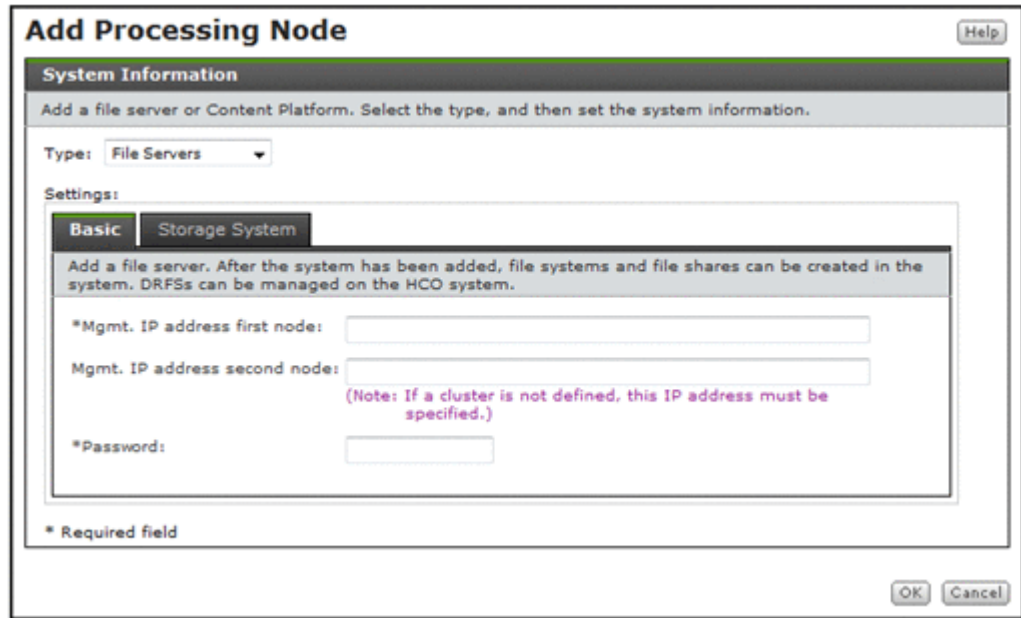 Add Processing Node
Help
System Information
Add a file server or Content Platform. Select the type, and then set the system information.
Type: File Servers
Settings:
Basic Storage System
Add a file server. After the system has been added, file systems and file shares can be created in the
system. DRFSs can be managed on the HCO system.
*Mgmt. IP address first node:
Mgmt. IP address second node:
(Note: If a cluster is not defined, this IP address must be
specified.)
*Password:
* Required field
OK Cancel